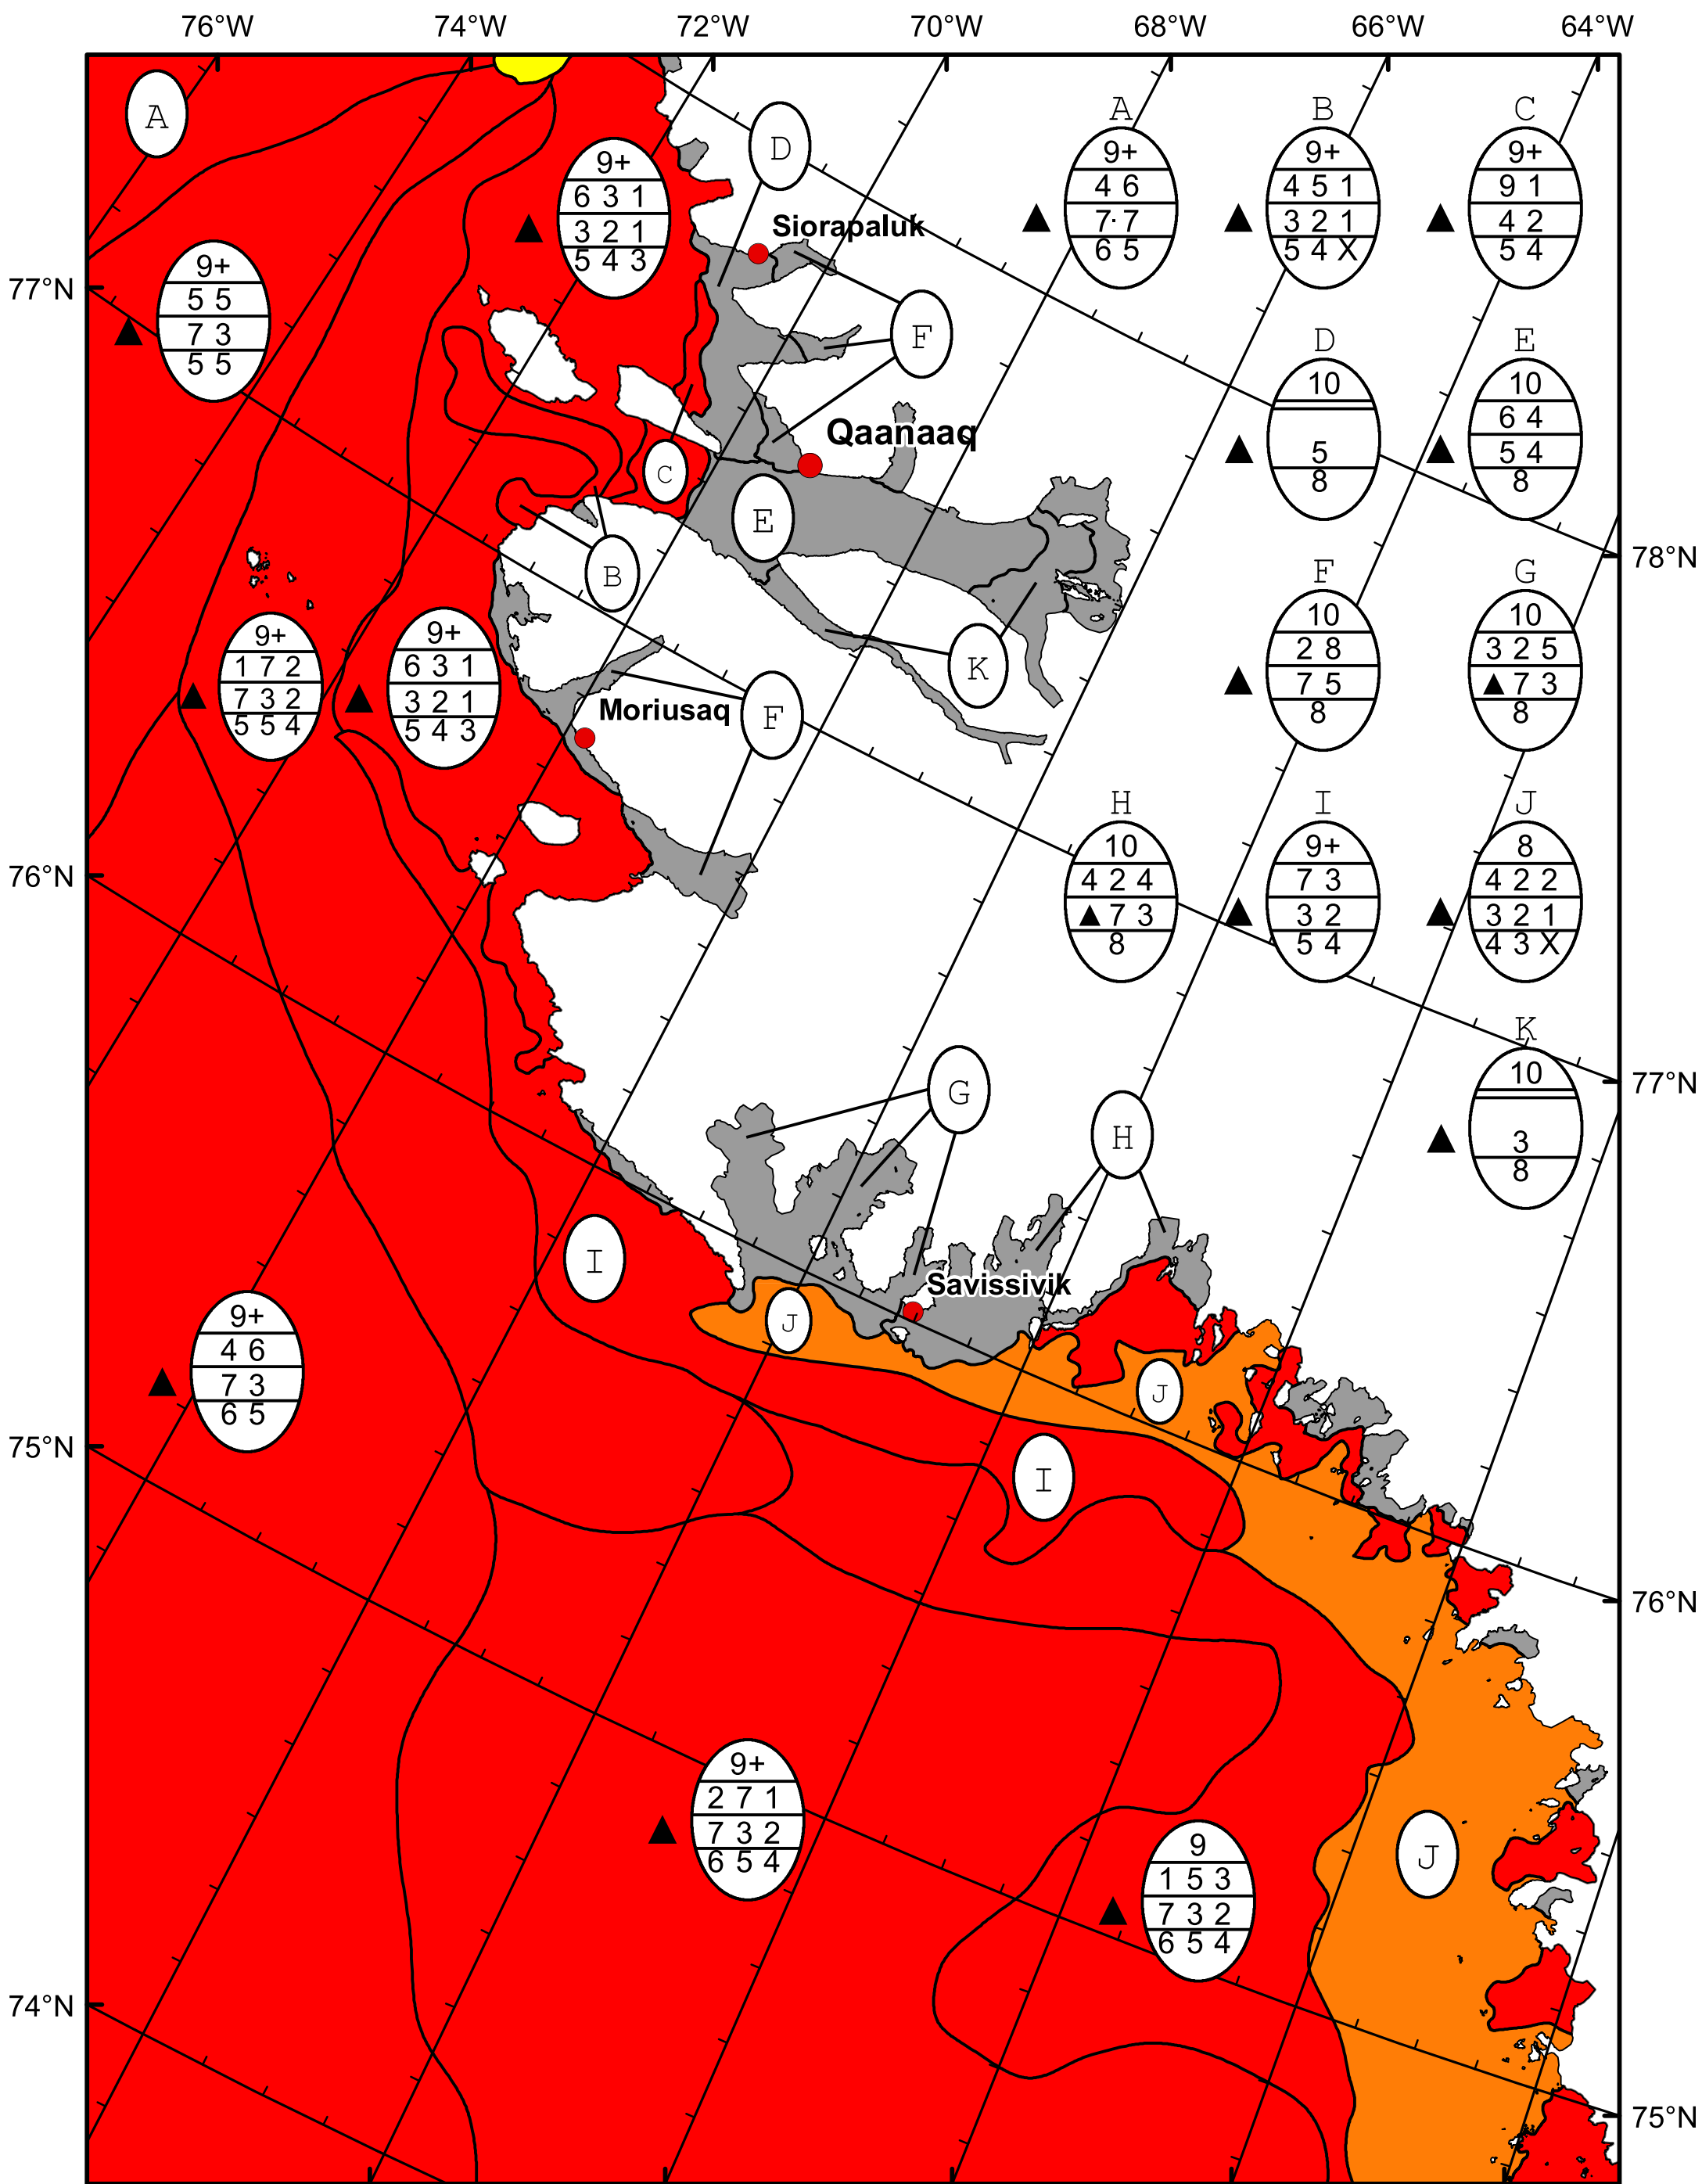 76°W 74°W 72°W 70°W 68°W 66°W 64°W
A
D
A
B
C
9+
6 3 1
3 2 1
5 4 3
9+
4 6
7· 7
6 5
9+
4 5 1
3 2 1
5 4 X
9+
9 1
4 2
5 4
Siorapaluk
77°N
9+
5 5
7 3
5 5
F
D
E
10
5
8
10
6 4
5 4
8
Qaanaaq
C
E
78°N
B
F
G
10
2 8
7 5
8
10
3 2 5
▲ 7 3
8
9+
1 7 2
7 3 2
5 5 4
9+
6 3 1
3 2 1
5 4 3
K
Moriusaq
F
H
I
J
10
4 2 4
▲ 7 3
8
9+
7 3
3 2
5 4
8
4 2 2
3 2 1
4 3 X
76°N
K
10
3
8
77°N
G
H
I
Savissivik
J
J
9+
4 6
7 3
6 5
75°N
I
76°N
9+
2 7 1
7 3 2
6 5 4
9
1 5 3
7 3 2
6 5 4
J
74°N
75°N